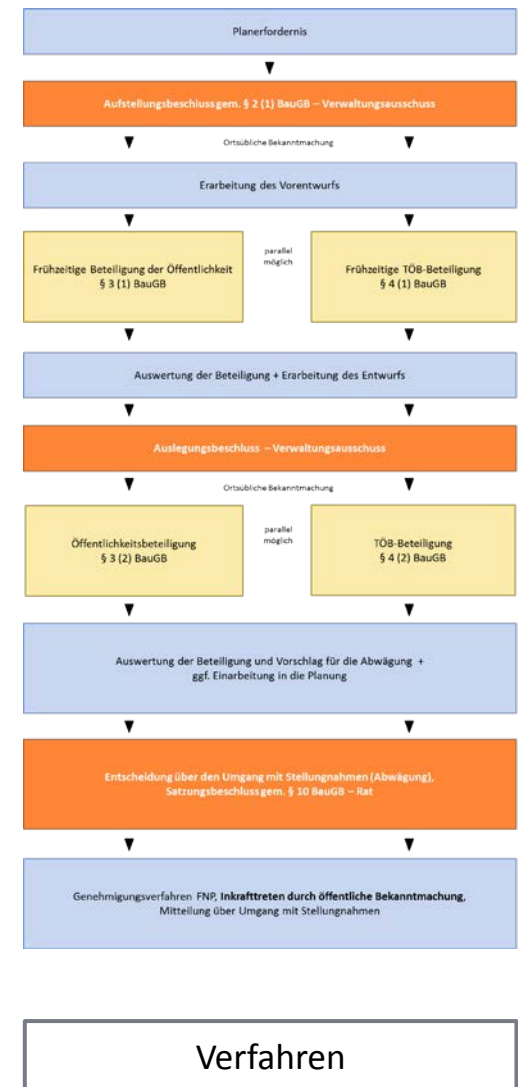 Planerfordernis
Aufstellungsbeschluss gem. § 2 (1) BauGB – Verwaltungsausschuss
Ortsübliche Bekanntmachung
Erarbeitung des Vorentwurfs
Frühzeitige Beteiligung der Öffentlichkeit
§ 3 (1) BauGB
parallel
möglich
Frühzeitige TÖB-Beteiligung
§ 4 (1) BauGB
Auswertung der Beteiligung + Erarbeitung des Entwurfs
Auslegungsbeschluss – Verwaltungsausschuss
Ortsübliche Bekanntmachung
Öffentlichkeitsbeteiligung
§ 3 (2) BauGB
parallel
möglich
TÖB-Beteiligung
§ 4 (2) BauGB
Auswertung der Beteiligung und Vorschlag für die Abwägung +
ggf. Einarbeitung in die Planung
Entscheidung über den Umgang mit Stellungnahmen (Abwägung),
Satzungsbeschluss gem. § 10 BauGB – Rat
Genehmigungsverfahren FNP, Inkrafttreten durch öffentliche Bekanntmachung,
Mitteilung über Umgang mit Stellungnahmen
Verfahren